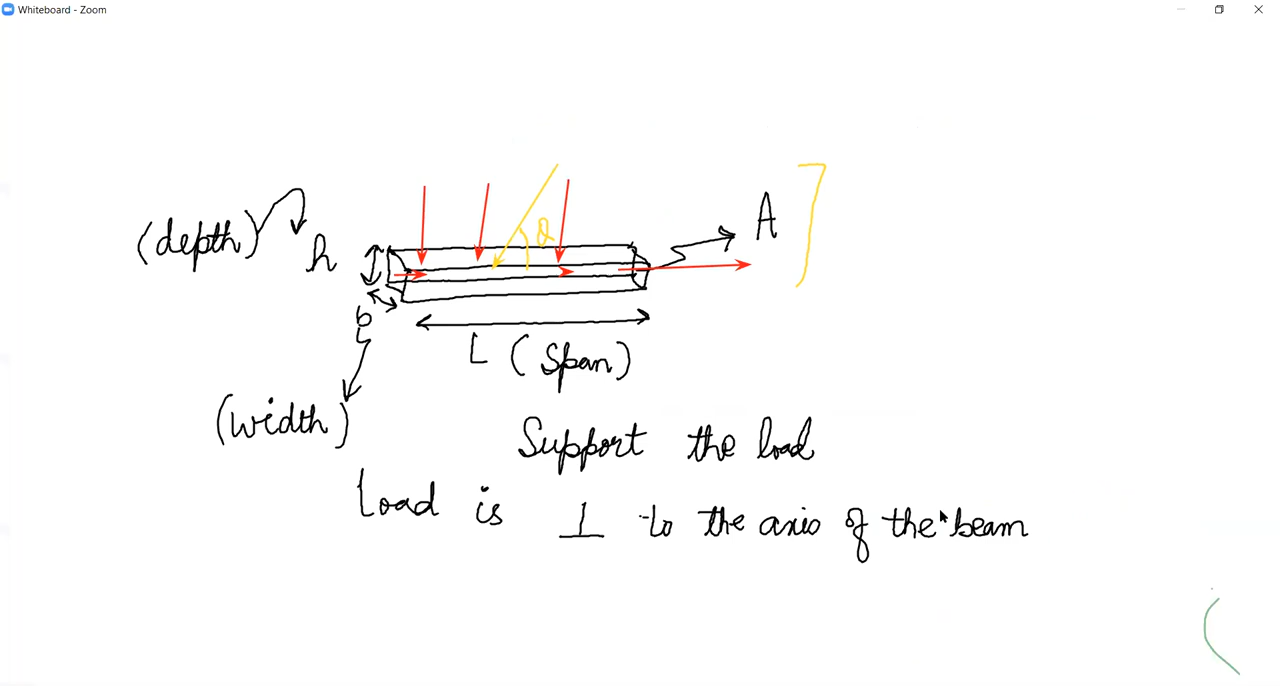 Whiteboard - Zoom
A
(depth)
h
θ
b
L (span)
(width)
Support the load
Load is ⊥ to the axis of the beam